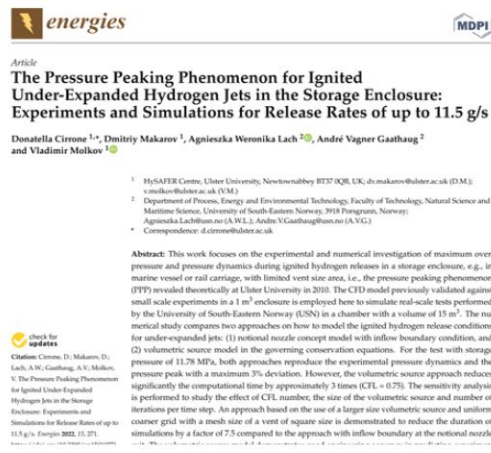 energies
MDPI
Article
The Pressure Peaking Phenomenon for Ignited
Under-Expanded Hydrogen Jets in the Storage Enclosure:
Experiments and Simulations for Release Rates of up to 11.5 g/s
Donatella Cirrone 1,*, Dmitriy Makarov 1, Agnieszka Weronika Lach 2, André Vagner Gaathaug 2
and Vladimir Molkov 1
1 HySAFER Centre, Ulster University, Newtownabbey BT37 0QB, UK; dv.makarov@ulster.ac.uk (D.M.);
v.molkov@ulster.ac.uk (V.M.)
2 Department of Process, Energy and Environmental Technology, Faculty of Technology, Natural Science and
Maritime Science, University of South-Eastern Norway, 3918 Porsgrunn, Norway;
Agnieszka.Lach@usn.no (A.W.L.); Andre.V.Gaathaug@usn.no (A.V.G.)
* Correspondence: d.cirrone@ulster.ac.uk
Abstract: This work focuses on the experimental and numerical investigation of maximum over
pressure and pressure dynamics during ignited hydrogen releases in a storage enclosure, e.g., in
marine vessel or rail carriage, with limited vent size area, i.e., the pressure peaking phenomenon
(PPP) revealed theoretically at Ulster University in 2010. The CFD model previously validated against
small scale experiments in a 1 m3 enclosure is employed here to simulate real-scale tests performed
by the University of South-Eastern Norway (USN) in a chamber with a volume of 15 m3. The nu
merical study compares two approaches on how to model the ignited hydrogen release conditions
for under-expanded jets: (1) notional nozzle concept model with inflow boundary condition, and
(2) volumetric source model in the governing conservation equations. For the test with storage
pressure of 11.78 MPa, both approaches reproduce the experimental pressure dynamics and the
pressure peak with a maximum 3% deviation. However, the volumetric source approach reduces
significantly the computational time by approximately 3 times (CFL = 0.75). The sensitivity analysis
is performed to study the effect of CFL number, the size of the volumetric source and number of
iterations per time step. An approach based on the use of a larger size volumetric source and uniform
coarser grid with a mesh size of a vent of square size is demonstrated to reduce the duration of
simulations by a factor of 7.5 compared to the approach with inflow boundary at the notional nozzle
check for
updates
Citation: Cirrone, D.; Makarov, D.;
Lach, A.W.; Gaathaug, A.V.; Molkov,
V. The Pressure Peaking Phenomenon
for Ignited Under-Expanded
Hydrogen Jets in the Storage
Enclosure: Experiments and
Simulations for Release Rates of up to
11.5 g/s. Energies 2022, 15, 271.